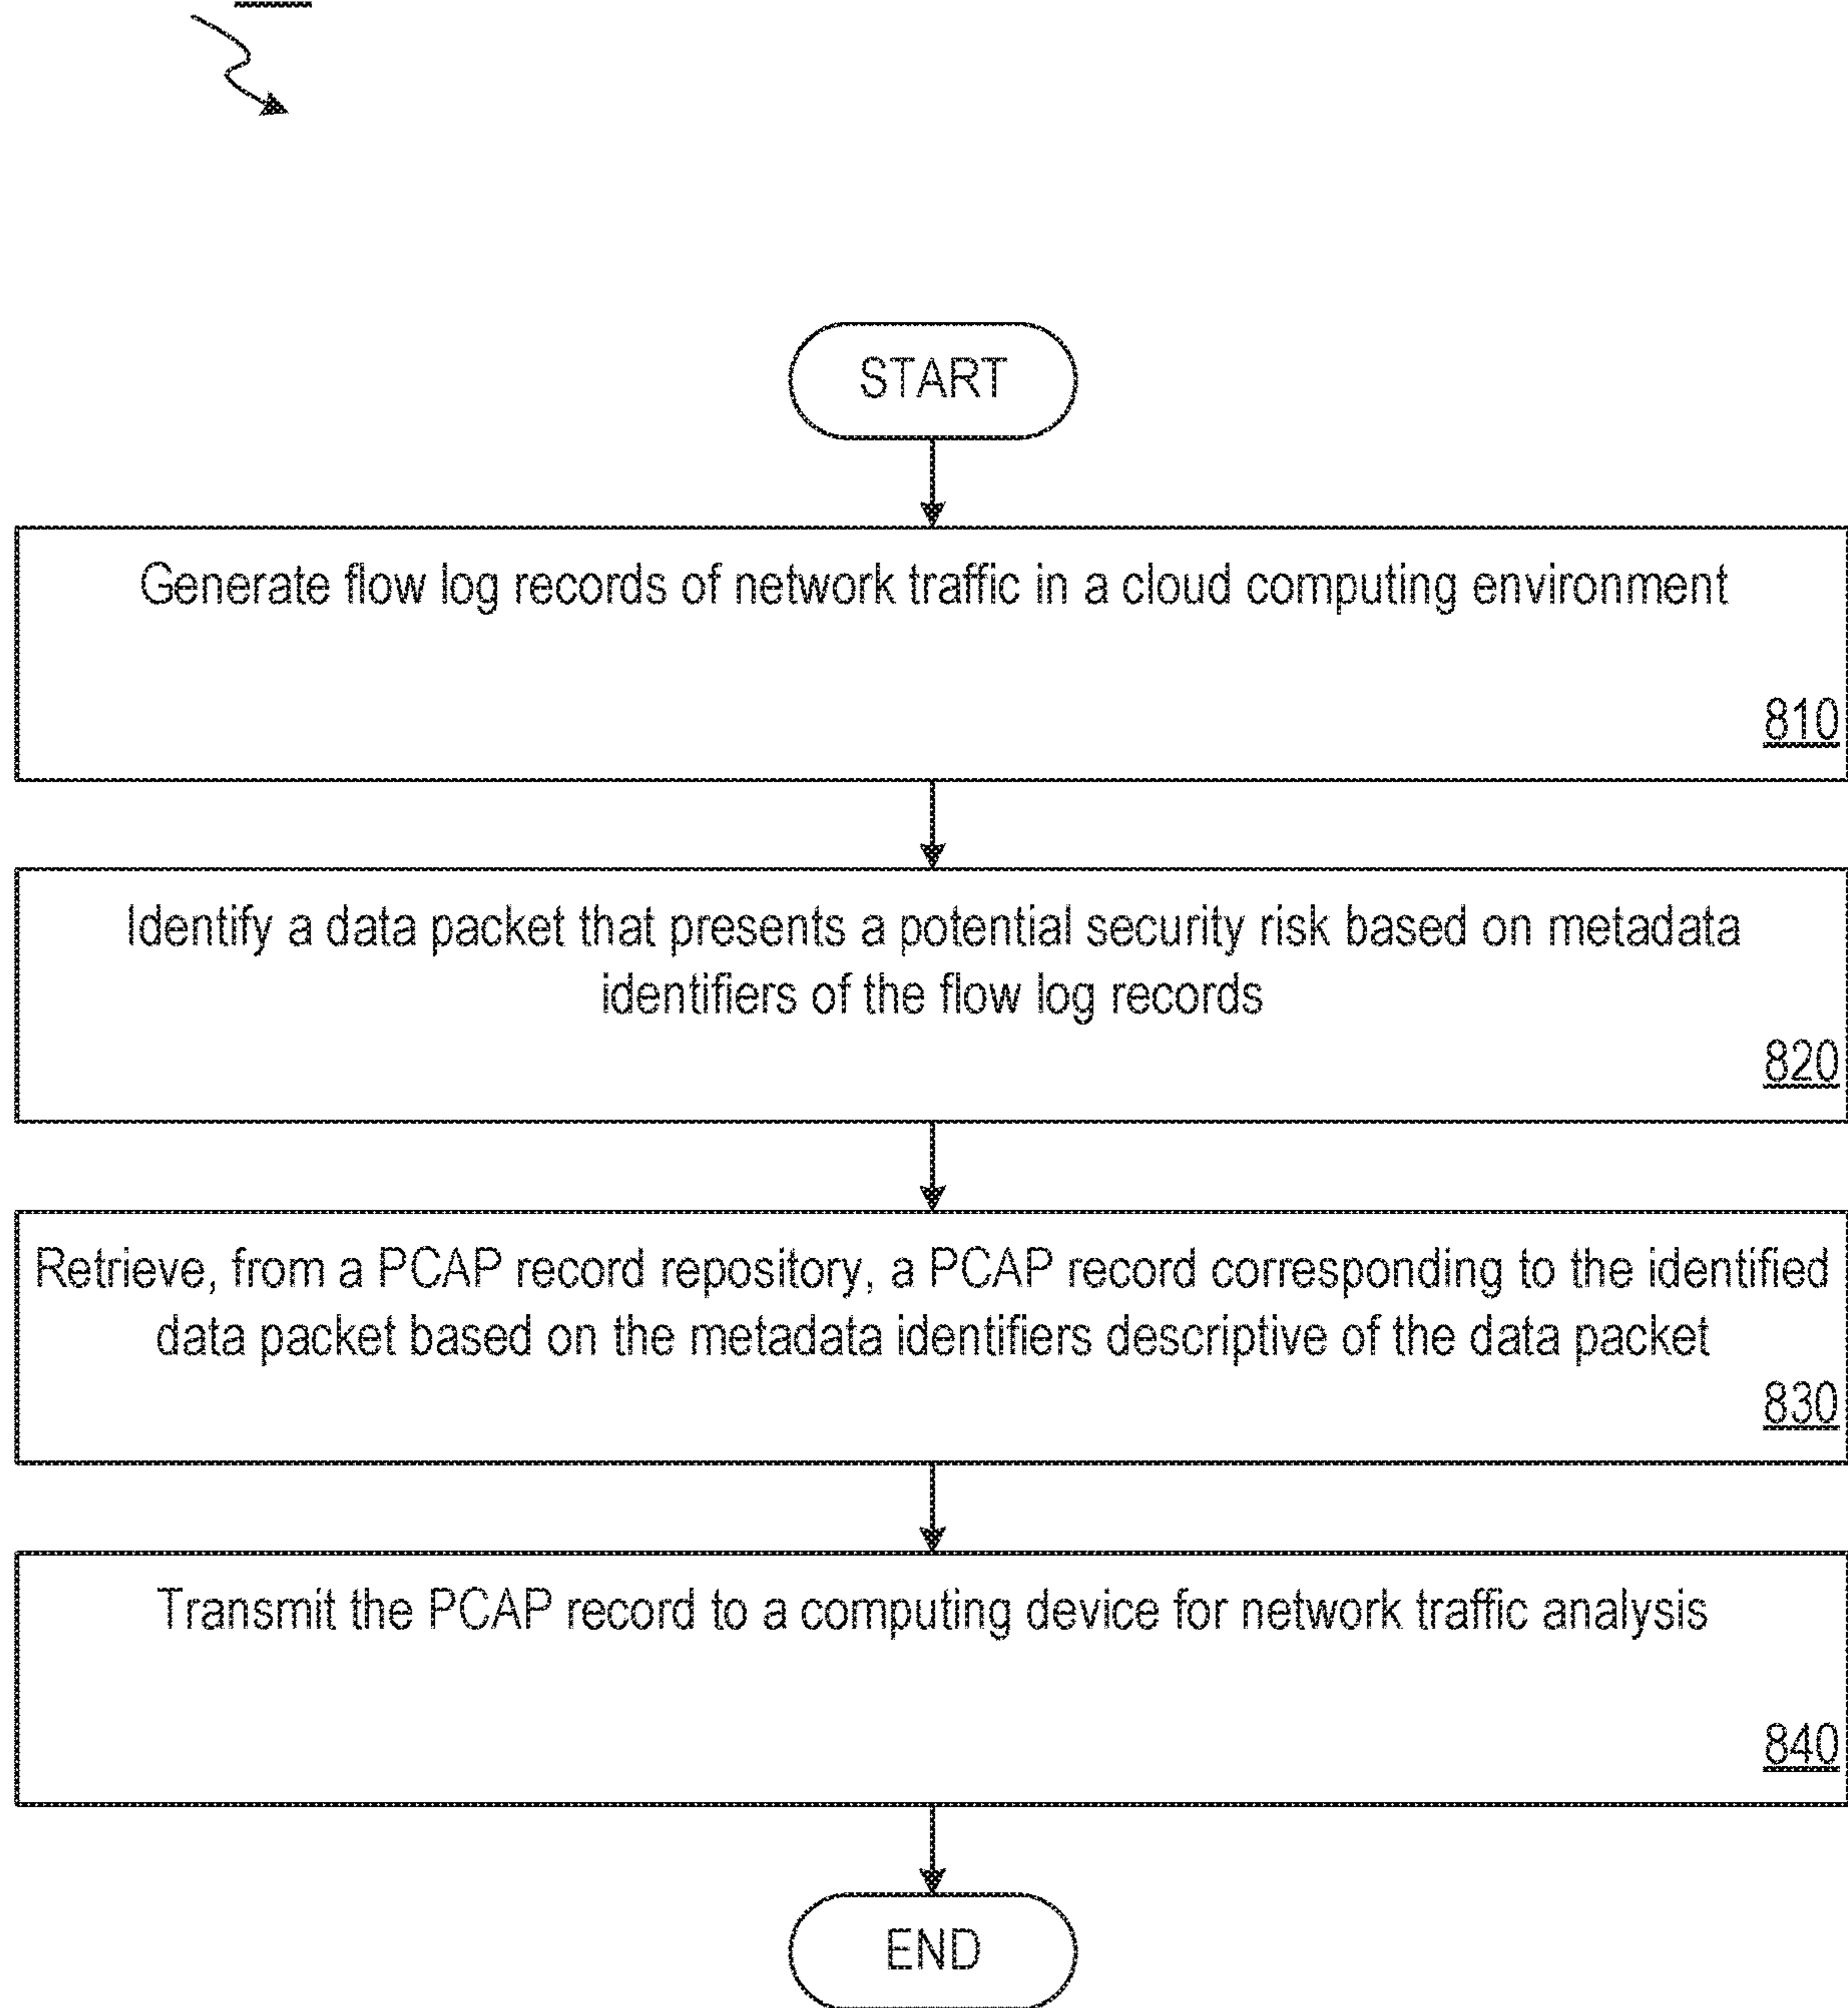 START
Generate flow log records of network traffic in a cloud computing environment
810
Identify a data packet that presents a potential security risk based on metadata
identifiers of the flow log records
820
Retrieve, from a PCAP record repository, a PCAP record corresponding to the identified
data packet based on the metadata identifiers descriptive of the data packet
830
Transmit the PCAP record to a computing device for network traffic analysis
840
END